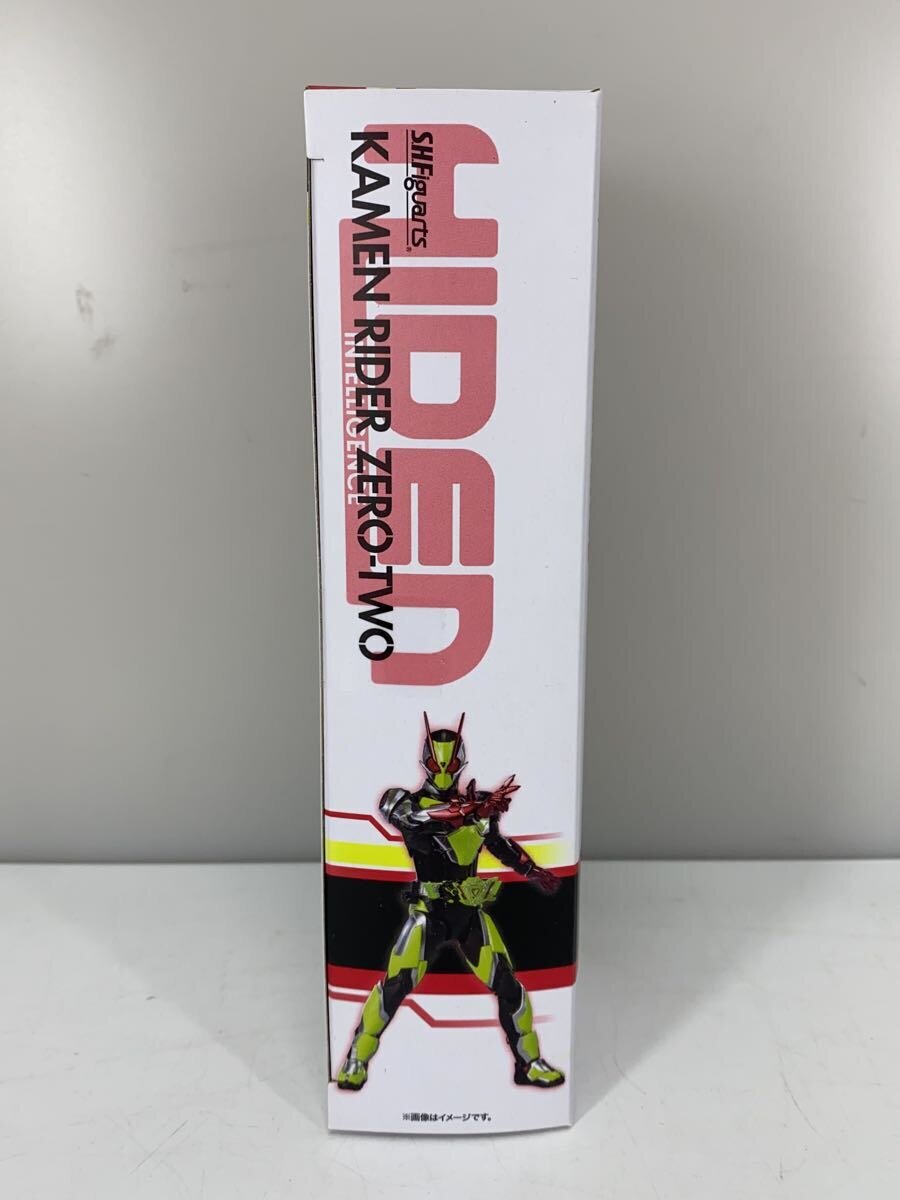 S.H.Figuarts®
KAMEN RIDER ZERO-TWO
HIDEN
INTELLIGENCE
※画像はイメージです。